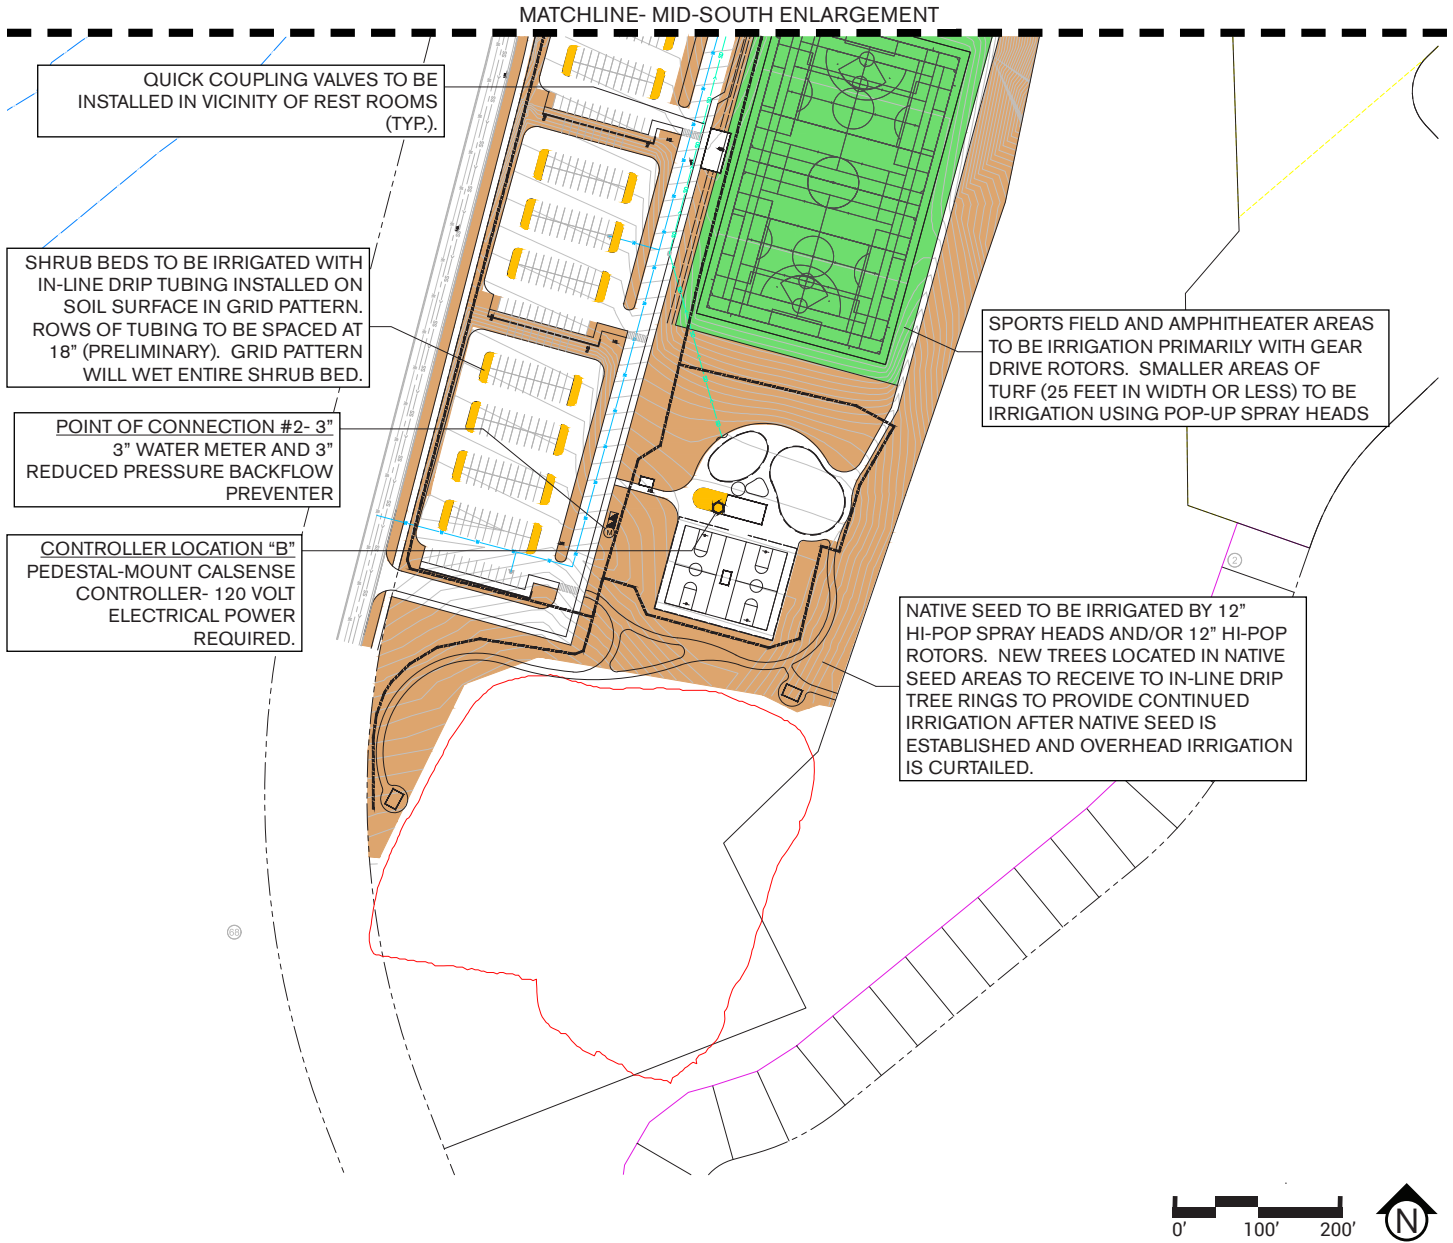 MATCHLINE- MID-SOUTH ENLARGEMENT
QUICK COUPLING VALVES TO BE
INSTALLED IN VICINITY OF REST ROOMS
(TYP.).
SHRUB BEDS TO BE IRRIGATED WITH
IN-LINE DRIP TUBING INSTALLED ON
SOIL SURFACE IN GRID PATTERN.
ROWS OF TUBING TO BE SPACED AT
18” (PRELIMINARY). GRID PATTERN
WILL WET ENTIRE SHRUB BED.
SPORTS FIELD AND AMPHITHEATER AREAS
TO BE IRRIGATION PRIMARILY WITH GEAR
DRIVE ROTORS. SMALLER AREAS OF
TURF (25 FEET IN WIDTH OR LESS) TO BE
IRRIGATION USING POP-UP SPRAY HEADS
POINT OF CONNECTION #2- 3”
3” WATER METER AND 3”
REDUCED PRESSURE BACKFLOW
PREVENTER
CONTROLLER LOCATION “B”
PEDESTAL-MOUNT CALSENSE
CONTROLLER- 120 VOLT
ELECTRICAL POWER
REQUIRED.
M
2
NATIVE SEED TO BE IRRIGATED BY 12”
HI-POP SPRAY HEADS AND/OR 12” HI-POP
ROTORS. NEW TREES LOCATED IN NATIVE
SEED AREAS TO RECEIVE TO IN-LINE DRIP
TREE RINGS TO PROVIDE CONTINUED
IRRIGATION AFTER NATIVE SEED IS
ESTABLISHED AND OVERHEAD IRRIGATION
IS CURTAILED.
68
0’ 100’ 200’
N